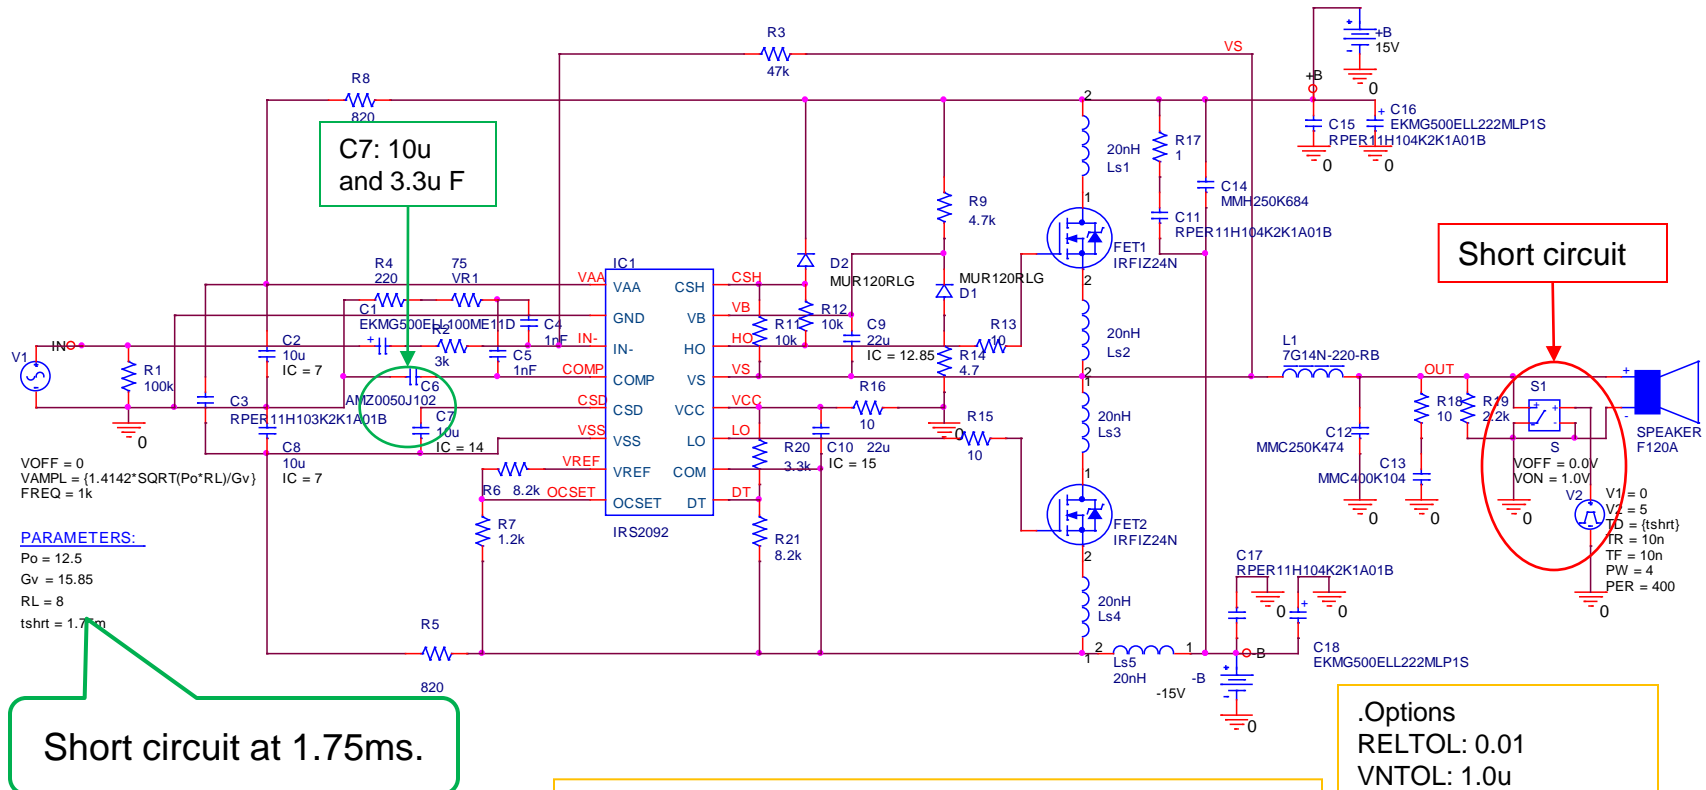 R3
47k
VS
+B
15V
0
R8
820
+B
C16
EKMG500ELL222MLP1S
C15
RPER11H104K2K1A01B
0
0
C7: 10u
and 3.3u F
2
20nH
Ls1
1
R17
1
C14
MMH250K684
C11
RPER11H104K2K1A01B
R9
4.7k
FET1
IRFIZ24N
2
Short circuit
R4
220
75
VR1
IC1
D2
MUR120RLG
MUR120RLG
D1
VAA
VAA
CSH
CSH
C1
EKMG500ELL100ME11D
C4
1nF
GND
VB
VB
R12
10k
R11
10k
C9
22u
IC = 12.85
R13
10
20nH
Ls2
1
V1
IN
R1
100k
0
C2
10u
IC = 7
R2
3k
C5
1nF
IN-
IN-
HO
HO
R14
4.7
0
L1
7G14N-220-RB
COMP
COMP
VS
VS
OUT
S1
+
-
SPEAKER
F120A
C3
RPER11H103K2K1A01B
C6
AMZ0050J102
CSD
CSD
VCC
VCC
R16
10
2
20nH
Ls3
1
R18
10
R19
2.2k
C7
10u
IC = 14
C8
10u
IC = 7
VSS
VSS
LO
LO
R20
3.3k
C10
22u
IC = 15
R15
10
C12
MMC250K474
C13
MMC400K104
0
0
S
VOFF = 0.0V
VON = 1.0V
0
VOFF = 0
VAMPL = {1.4142*SQRT(Po*RL)/Gv}
FREQ = 1k
VREF
VREF
COM
R6
8.2k
OCSET
OCSET
DT
DT
V2
V1 = 0
V2 = 5
TD = {tshrt}
TR = 10n
TF = 10n
PW = 4
PER = 400
0
R7
1.2k
IRS2092
R21
8.2k
FET2
IRFIZ24N
2
PARAMETERS:
Po = 12.5
Gv = 15.85
RL = 8
C17
RPER11H104K2K1A01B
0
0
20nH
Ls4
1
R5
820
2
1
Ls5
20nH
-B
-15V
-B
C18
EKMG500ELL222MLP1S
0
Short circuit at 1.75ms.
.Options
RELTOL: 0.01
VNTOL: 1.0u